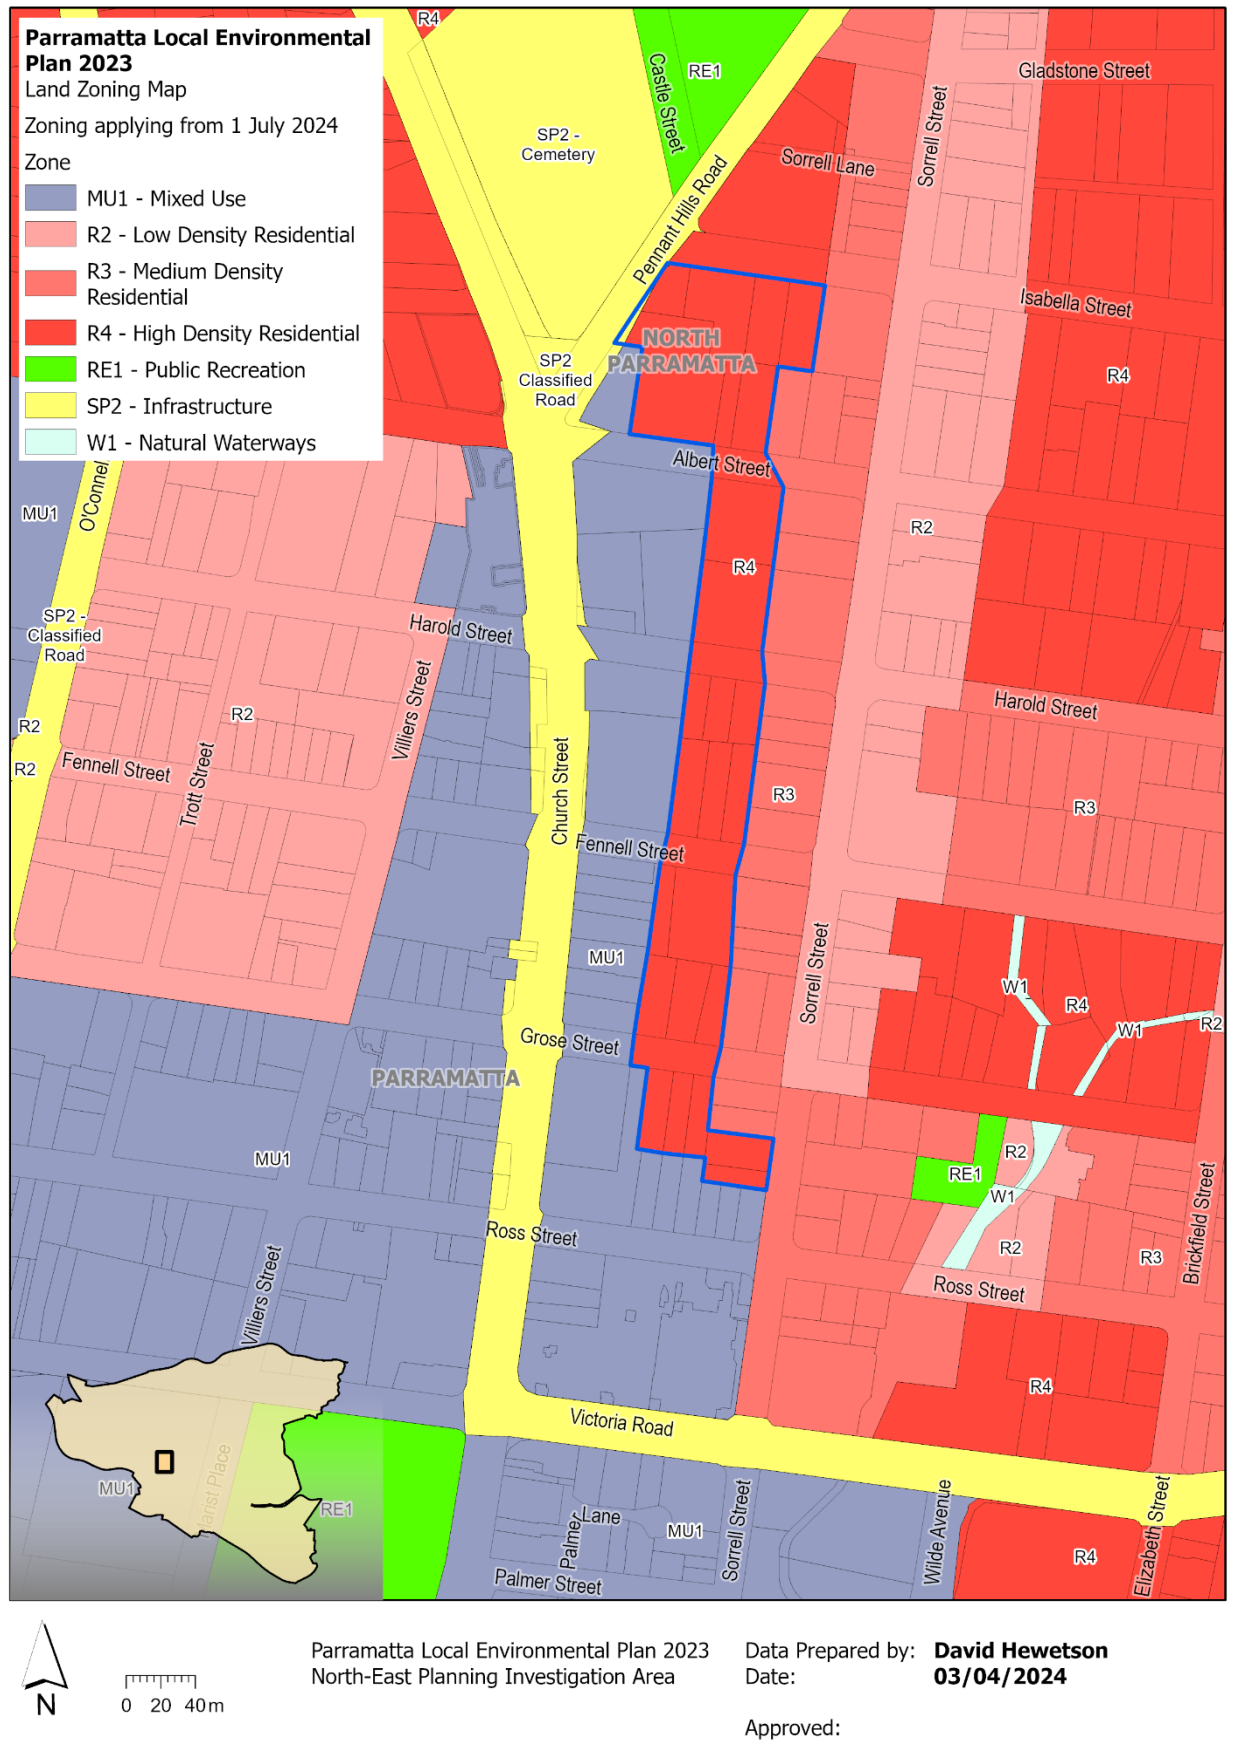 Parramatta Local Environmental
Plan 2023
Land Zoning Map
Zoning applying from 1 July 2024
Zone
MU1 - Mixed Use
R2 - Low Density Residential
R3 - Medium Density
Residential
R4 - High Density Residential
RE1 - Public Recreation
SP2 - Infrastructure
W1 - Natural Waterways
R4
Castle Street
RE1
Gladstone Street
Sorrell Street
SP2 -
Cemetery
Sorrell Lane
Pennant Hills Road
Isabella Street
NORTH
PARRAMATTA
SP2
Classified
Road
R4
Albert Street
O'Connel
MU1
R2
R4
SP2 -
Classified
Road
Harold Street
Villiers Street
R2
R2
R2
Harold Street
Fennell Street
Trott Street
Church Street
R3
R3
Fennell Street
MU1
Sorrell Street
W1
R4
W1
R2
Grose Street
PARRAMATTA
MU1
R2
RE1
W1
Brickfield Street
Ross Street
R2
R3
Ross Street
Villiers Street
R4
Victoria Road
MU1
Marist Place
RE1
Palmer
Lane
MU1
Sorrell Street
Wilde Avenue
R4
Elizabeth Street
Palmer Street
N
0 20 40m
Parramatta Local Environmental Plan 2023
North-East Planning Investigation Area
Data Prepared by: David Hewetson
Date: 03/04/2024
Approved: